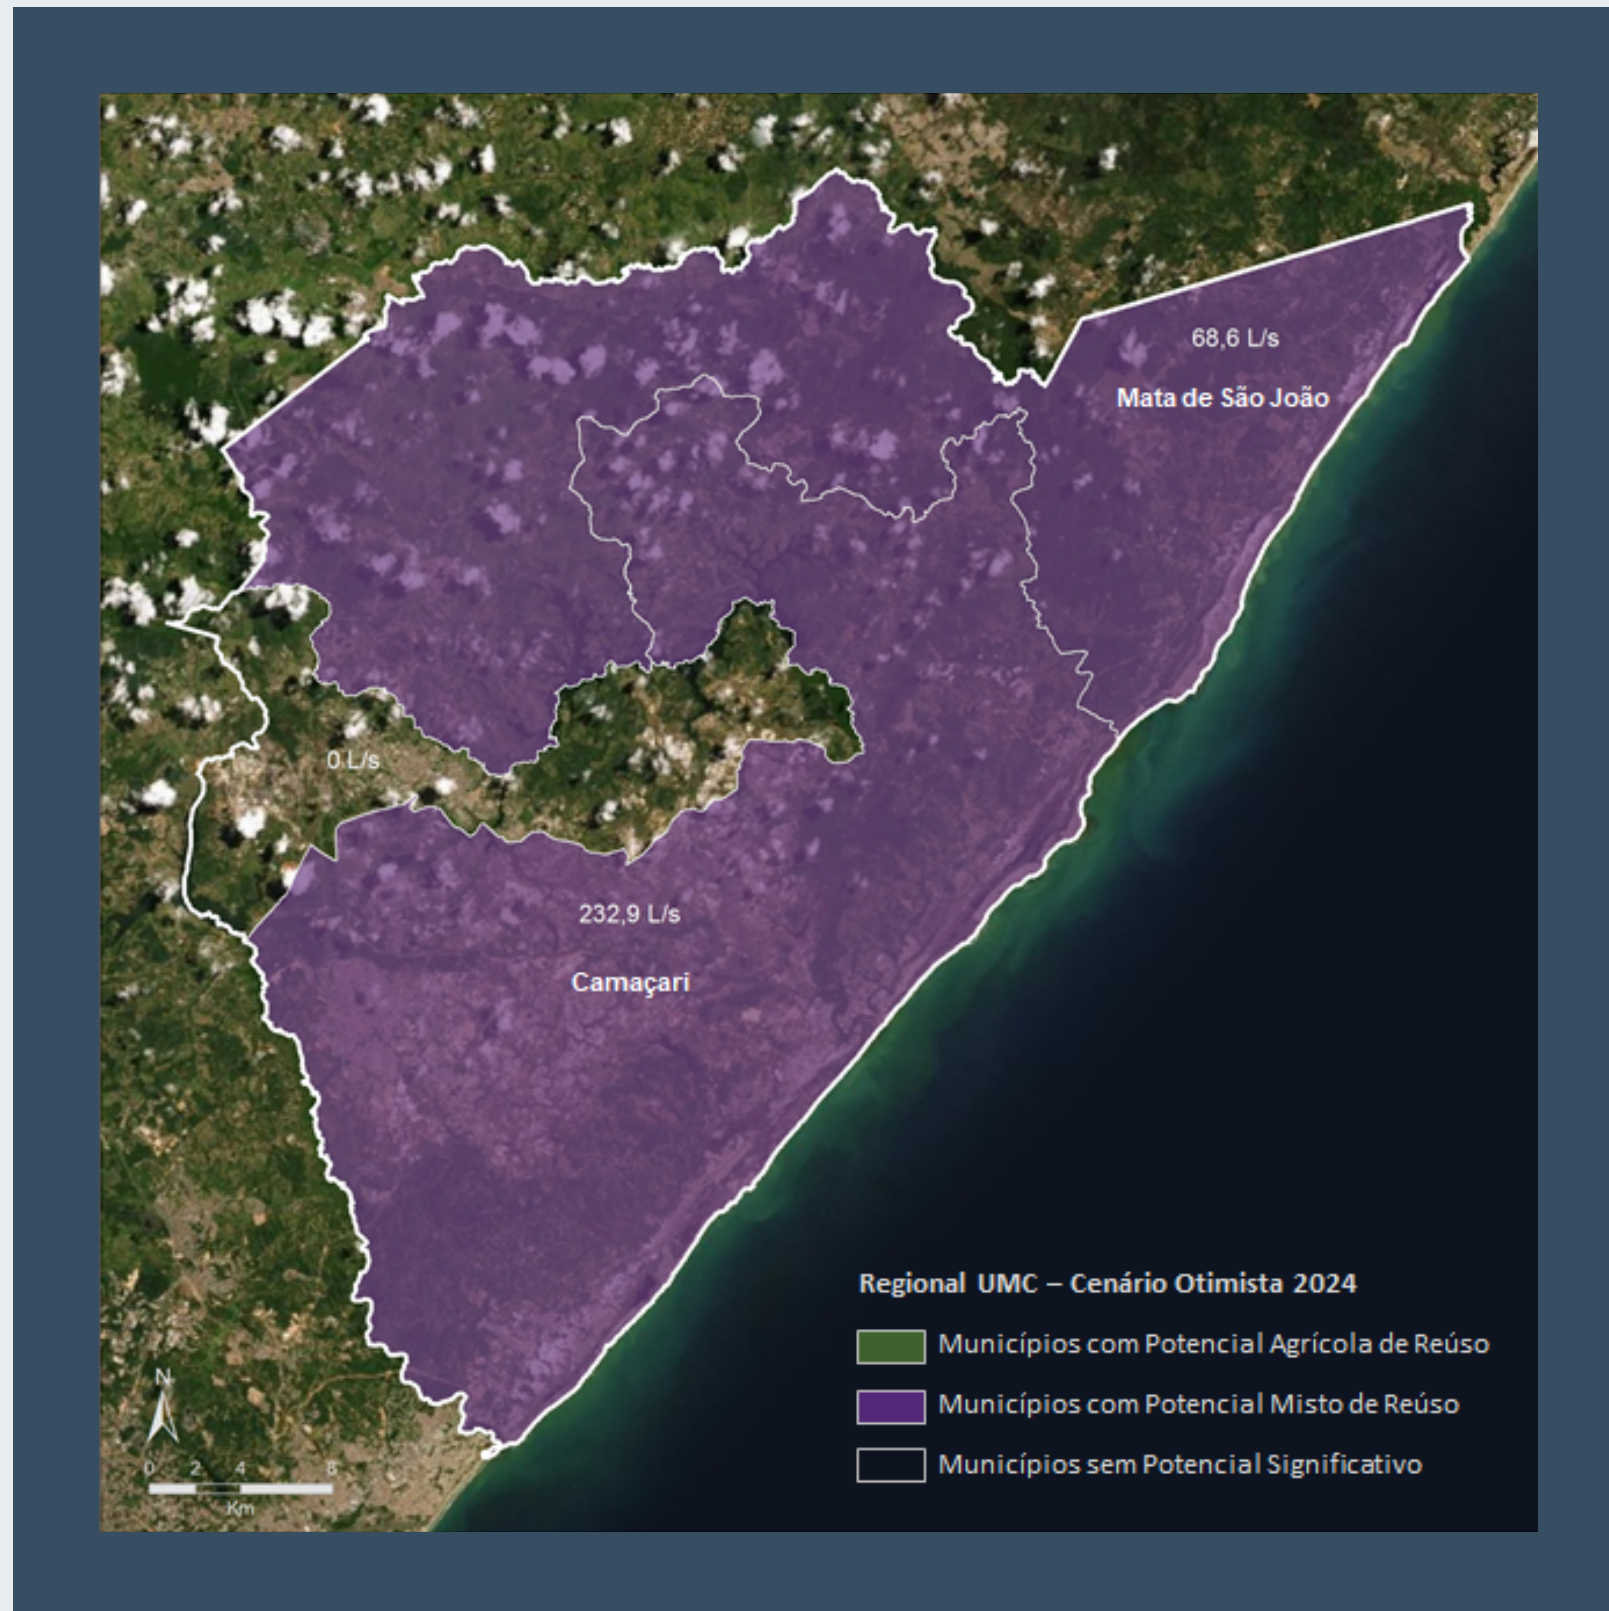 68,6 L/s
Mata de São João
0 L/s
232,9 L/s
Camaçari
Regional UMC – Cenário Otimista 2024
Municípios com Potencial Agrícola de Reúso
Municípios com Potencial Misto de Reúso
Municípios sem Potencial Significativo
N
0 2 4 8
Km